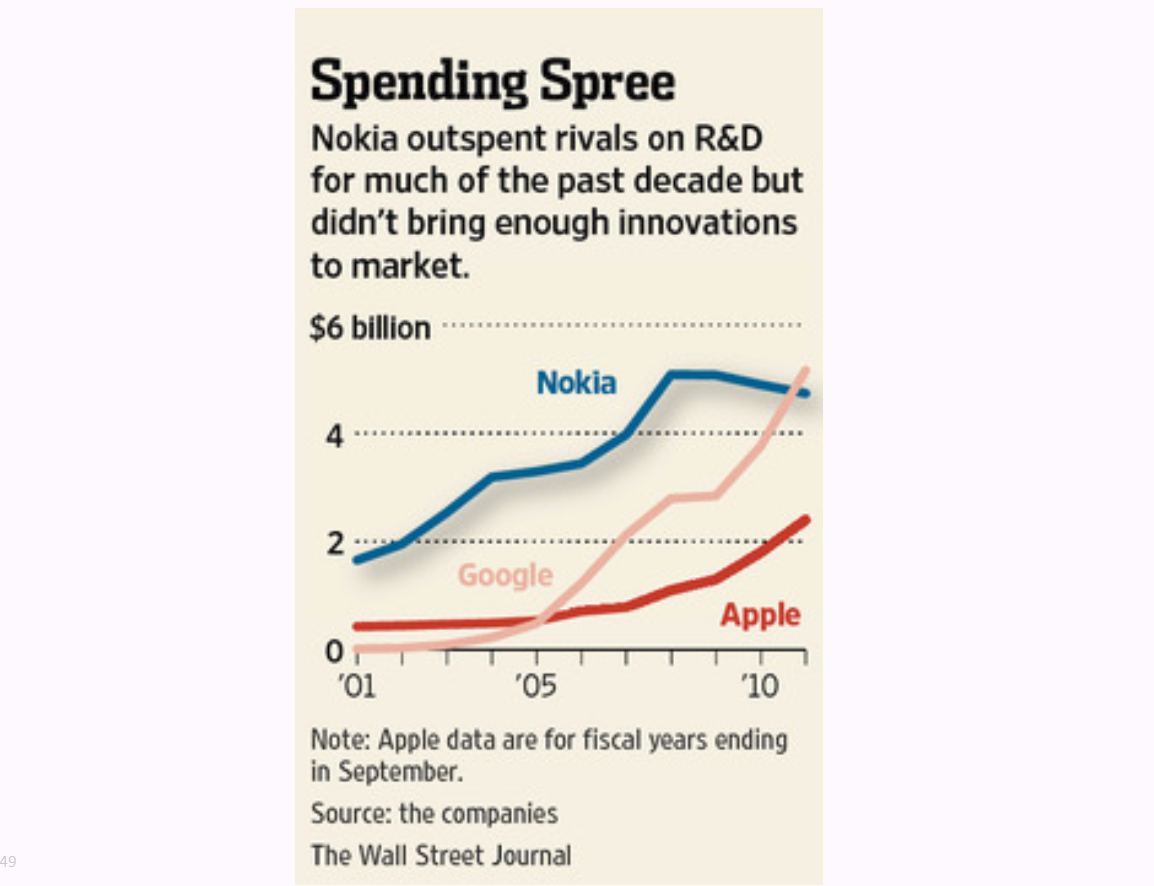 Spending Spree
Nokia outspent rivals on R&D
for much of the past decade but
didn't bring enough innovations
to market.
$6 billion
Nokia
4
2
Google
Apple
0
'01 '05 '10
Note: Apple data are for fiscal years ending
in September.
Source: the companies
The Wall Street Journal
49